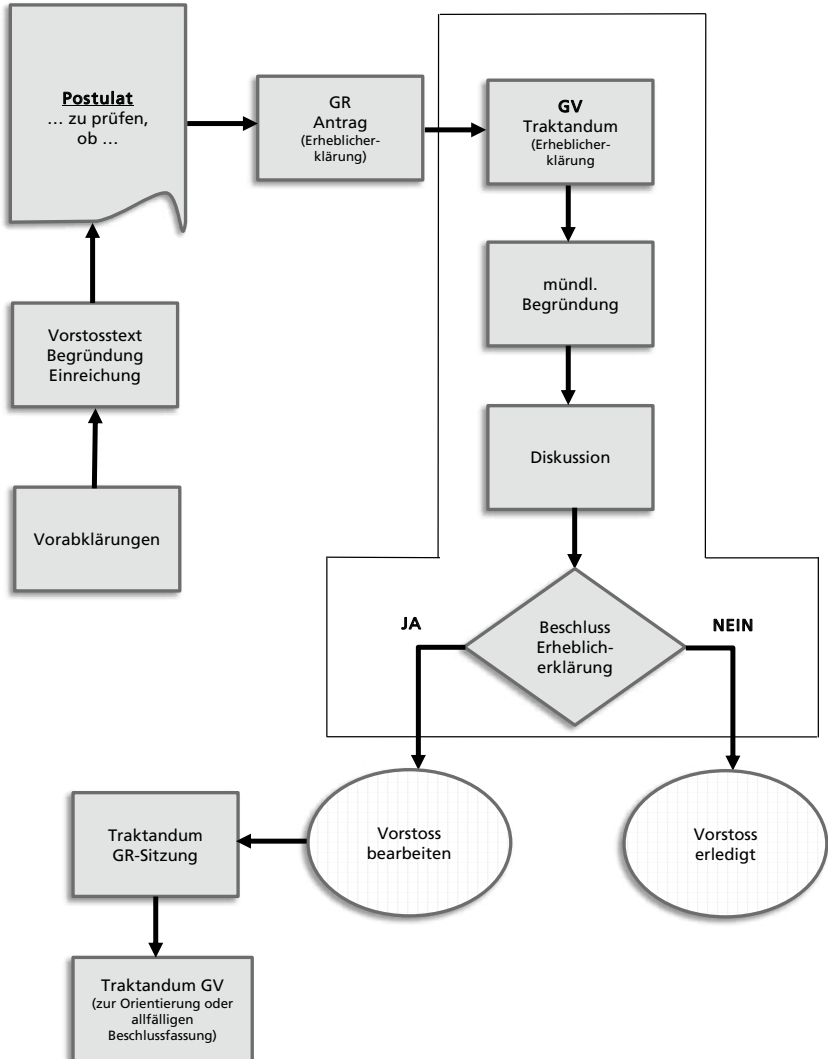 Postulat
… zu prüfen,
ob …
GR
Antrag
(Erheblicher-
klärung)
GV
Traktandum
(Erheblicher-
klärung
mündl.
Begründung
Vorstosstext
Begründung
Einreichung
Diskussion
Vorabklärungen
JA
Beschluss
Erheblich-
erklärung
NEIN
Traktandum
GR-Sitzung
Vorstoss
bearbeiten
Vorstoss
erledigt
Traktandum GV
(zur Orientierung oder
allfälligen
Beschlussfassung)